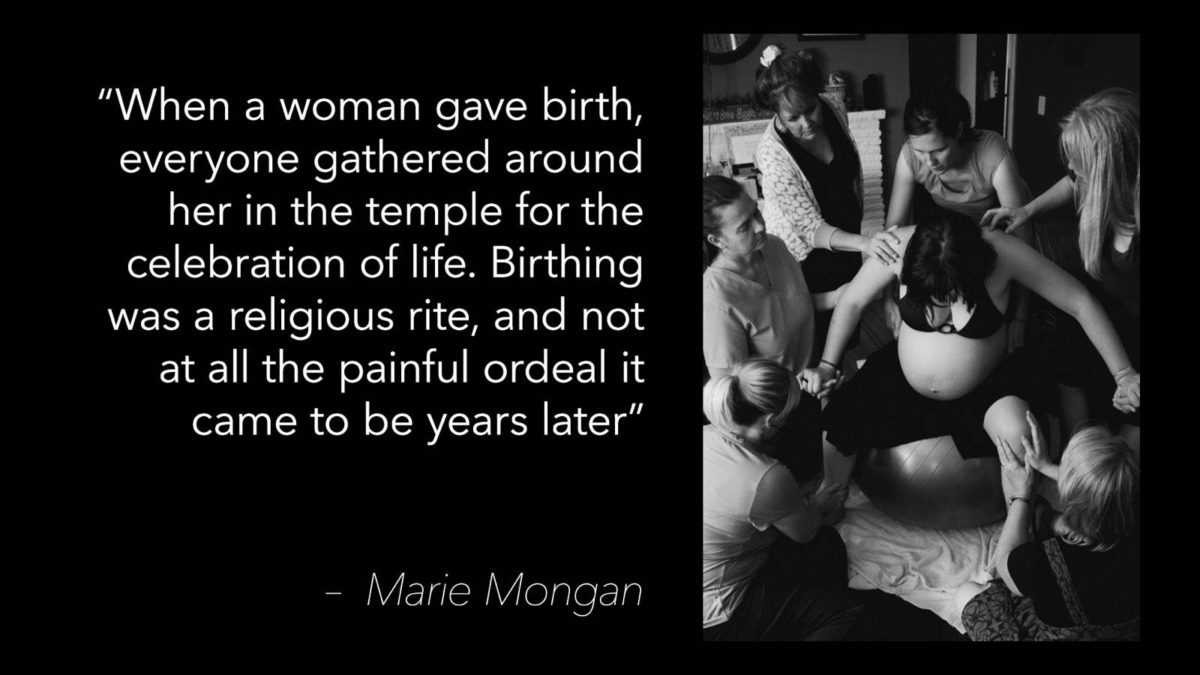 “When a woman gave birth,
everyone gathered around
her in the temple for the
celebration of life. Birthing
was a religious rite, and not
at all the painful ordeal it
came to be years later”
– Marie Mongan